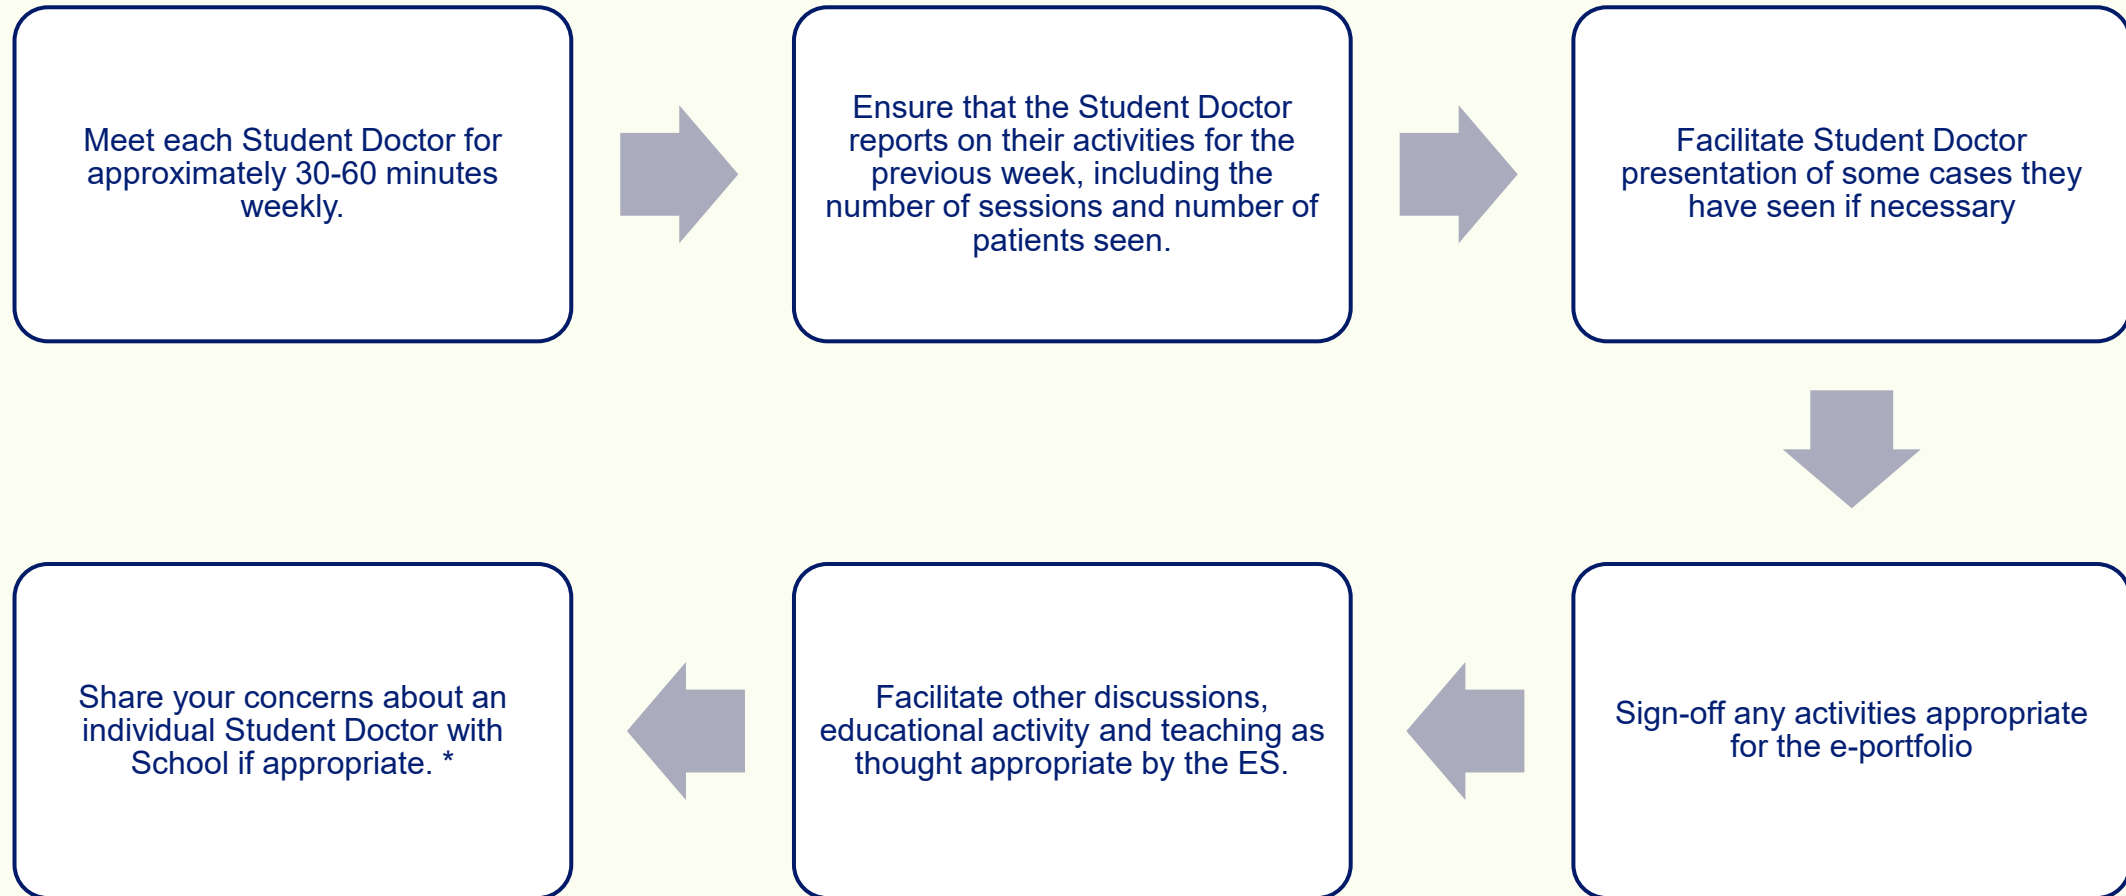 Meet each Student Doctor for
approximately 30-60 minutes
weekly.
Ensure that the Student Doctor
reports on their activities for the
previous week, including the
number of sessions and number of
patients seen.
Facilitate Student Doctor
presentation of some cases they
have seen if necessary
Sign-off any activities appropriate
for the e-portfolio
Facilitate other discussions,
educational activity and teaching as
thought appropriate by the ES.
Share your concerns about an
individual Student Doctor with
School if appropriate. *